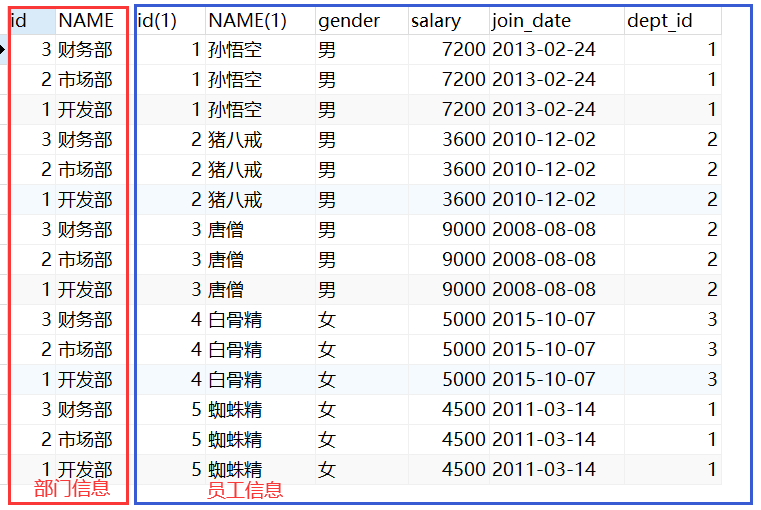 id NAME id(1) NAME(1) gender salary join_date dept_id
3 财务部 1 孙悟空 男 7200 2013-02-24 1
2 市场部 1 孙悟空 男 7200 2013-02-24 1
1 开发部 1 孙悟空 男 7200 2013-02-24 1
3 财务部 2 猪八戒 男 3600 2010-12-02 2
2 市场部 2 猪八戒 男 3600 2010-12-02 2
1 开发部 2 猪八戒 男 3600 2010-12-02 2
3 财务部 3 唐僧 男 9000 2008-08-08 2
2 市场部 3 唐僧 男 9000 2008-08-08 2
1 开发部 3 唐僧 男 9000 2008-08-08 2
3 财务部 4 白骨精 女 5000 2015-10-07 3
2 市场部 4 白骨精 女 5000 2015-10-07 3
1 开发部 4 白骨精 女 5000 2015-10-07 3
3 财务部 5 蜘蛛精 女 4500 2011-03-14 1
2 市场部 5 蜘蛛精 女 4500 2011-03-14 1
1 开发部 5 蜘蛛精 女 4500 2011-03-14 1
部门信息 员工信息